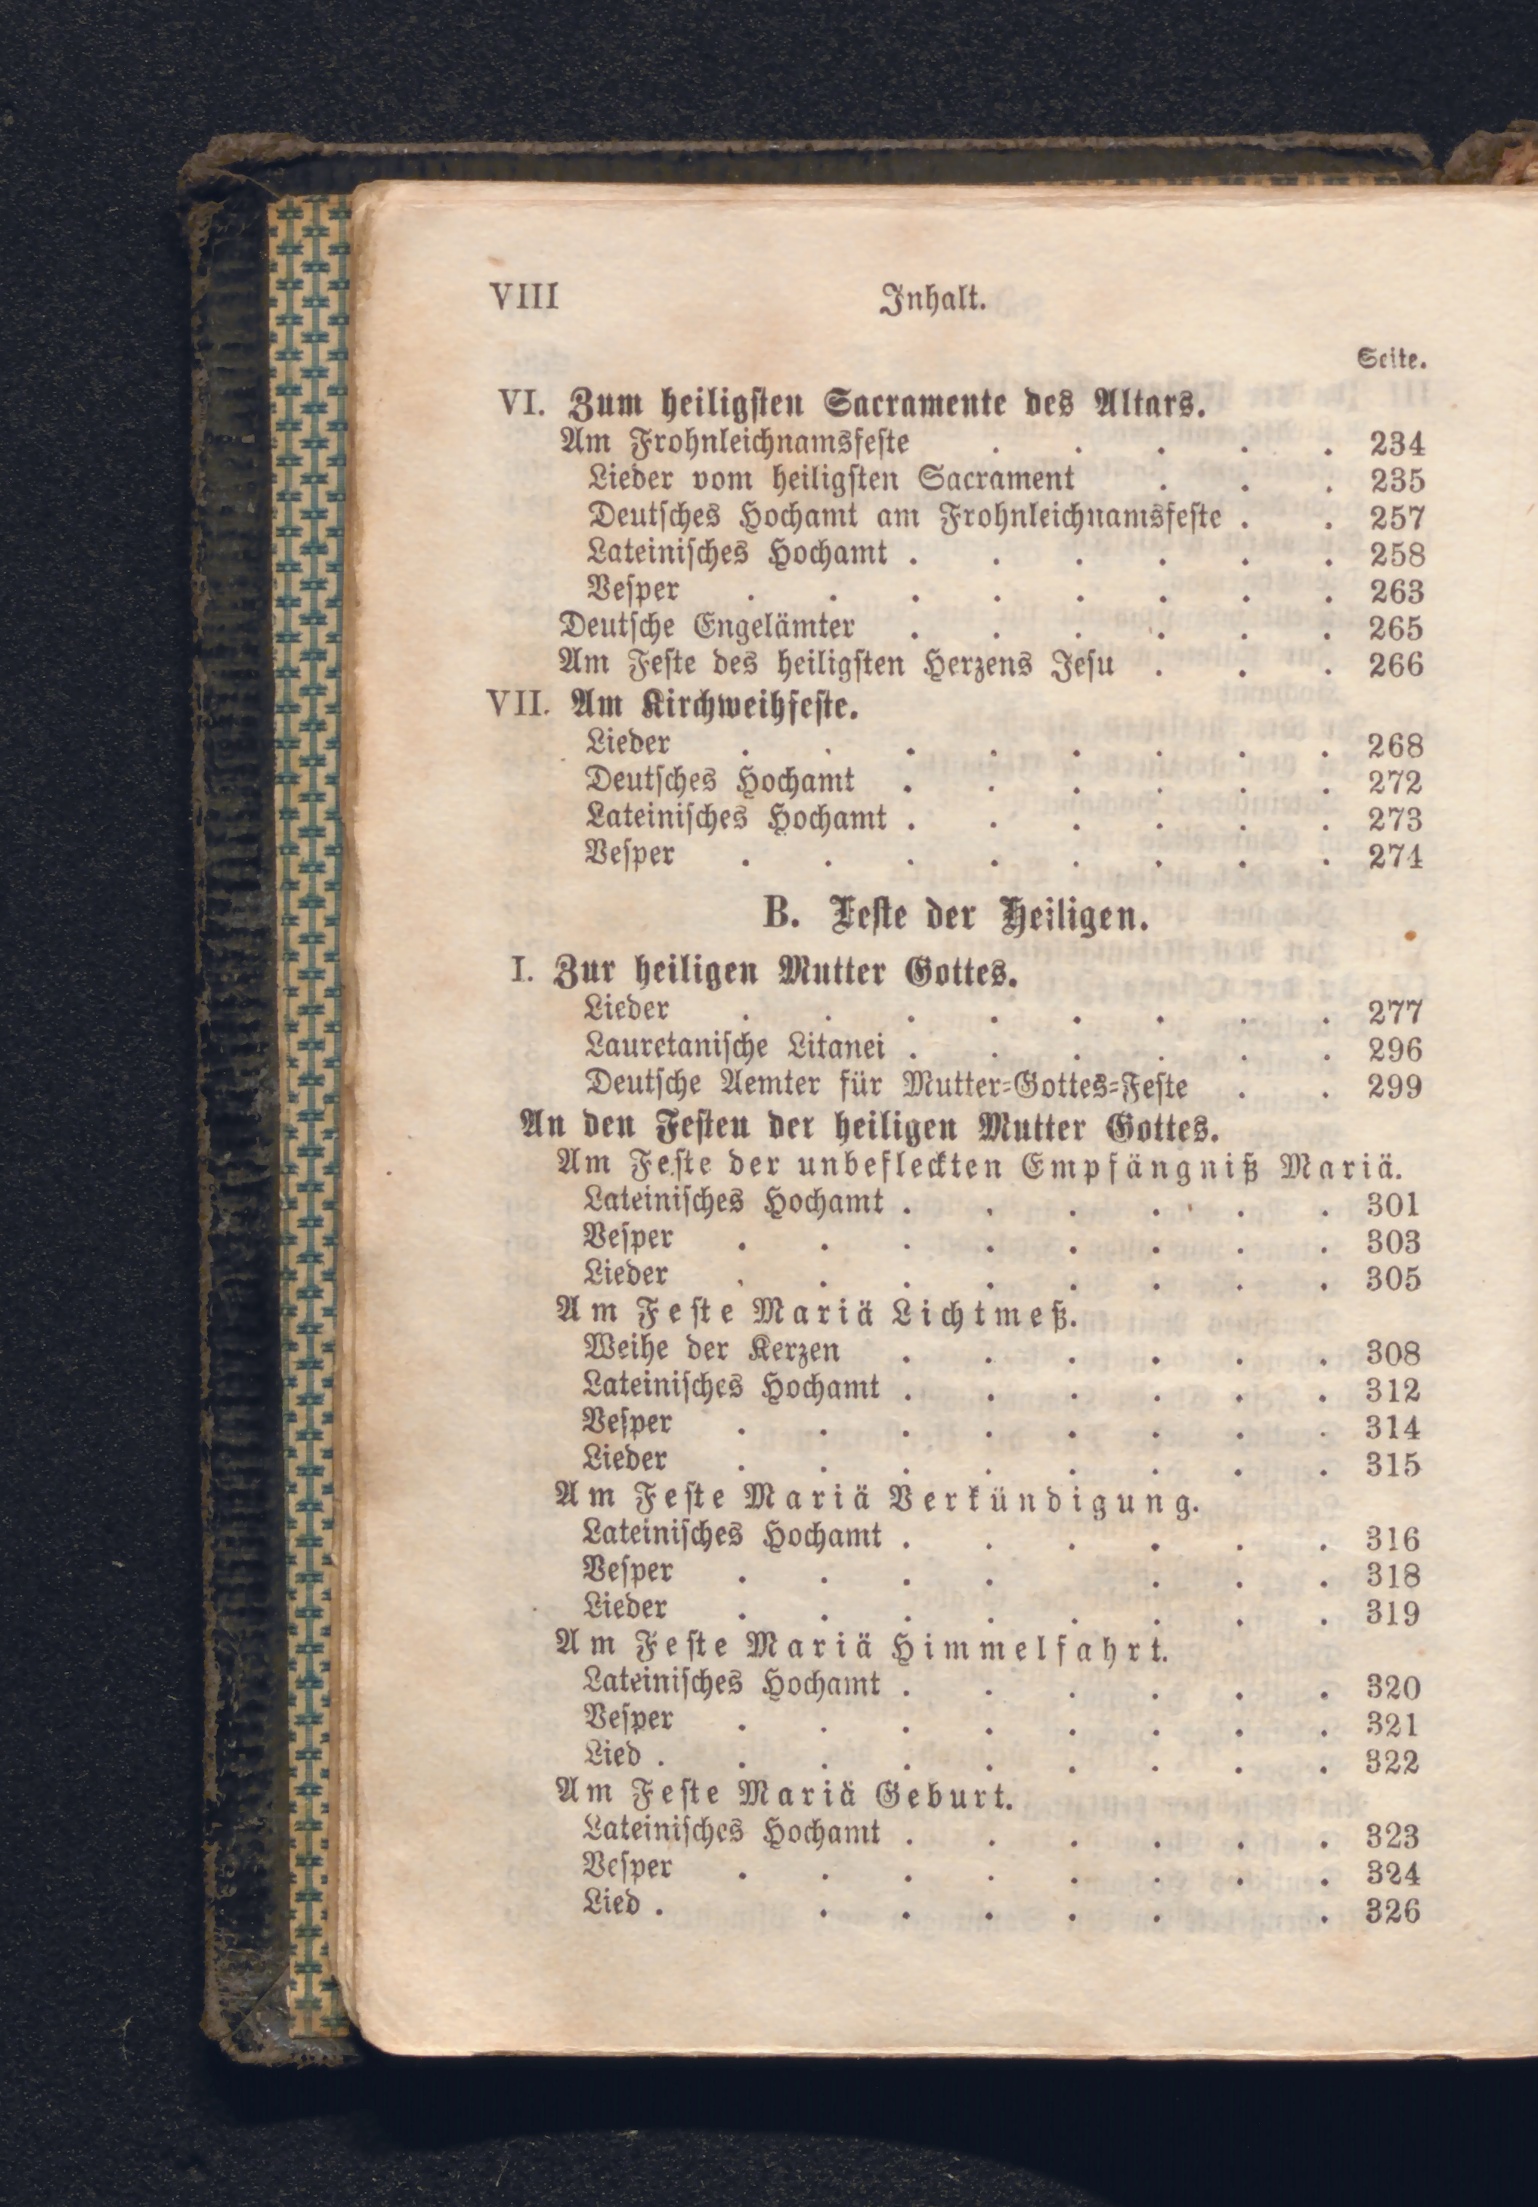 VIII Inhalt.
Seite.
VI. Zum heiligſten Sacramente des Altars.
Am Frohnleichnamsfeſte . . . . . 234
Lieder vom heiligſten Sacrament . . . 235
Deutſches Hochamt am Frohnleichnamsfeſte . . 257
Lateiniſches Hochamt . . . . . . 258
Veſper . . . . . . . . 263
Deutſche Engelämter . . . . . . 265
Am Feſte des heiligſten Herzens Jeſu . . . 266
VII. Am Kirchweihfeſte.
Lieder . . . . . . . . 268
Deutſches Hochamt . . . . . . 272
Lateiniſches Hochamt . . . . . . 273
Veſper . . . . . . . . 274
B. Feſte der Heiligen.
I. Zur heiligen Mutter Gottes.
Lieder . . . . . . . . 277
Lauretaniſche Litanei . . . . . . 296
Deutſche Aemter für Mutter-Gottes-Feſte . . 299
An den Feſten der heiligen Mutter Gottes.
Am Feſte der unbefleckten Empfängniß Mariä.
Lateiniſches Hochamt . . . . . . 301
Veſper . . . . . . . . 303
Lieder . . . . . . . . 305
Am Feſte Mariä Lichtmeß.
Weihe der Kerzen . . . . . . 308
Lateiniſches Hochamt . . . . . . 312
Veſper . . . . . . . . 314
Lieder . . . . . . . . 315
Am Feſte Mariä Verkündigung.
Lateiniſches Hochamt . . . . . . 316
Veſper . . . . . . . 318
Lieder . . . . . . . . 319
Am Feſte Mariä Himmelfahrt.
Lateiniſches Hochamt . . . . . . 320
Veſper . . . . . . . . 321
Lied . . . . . . . . . 322
Am Feſte Mariä Geburt.
Lateiniſches Hochamt . . . . . . 323
Veſper . . . . . . . . 324
Lied . . . . . . . 326